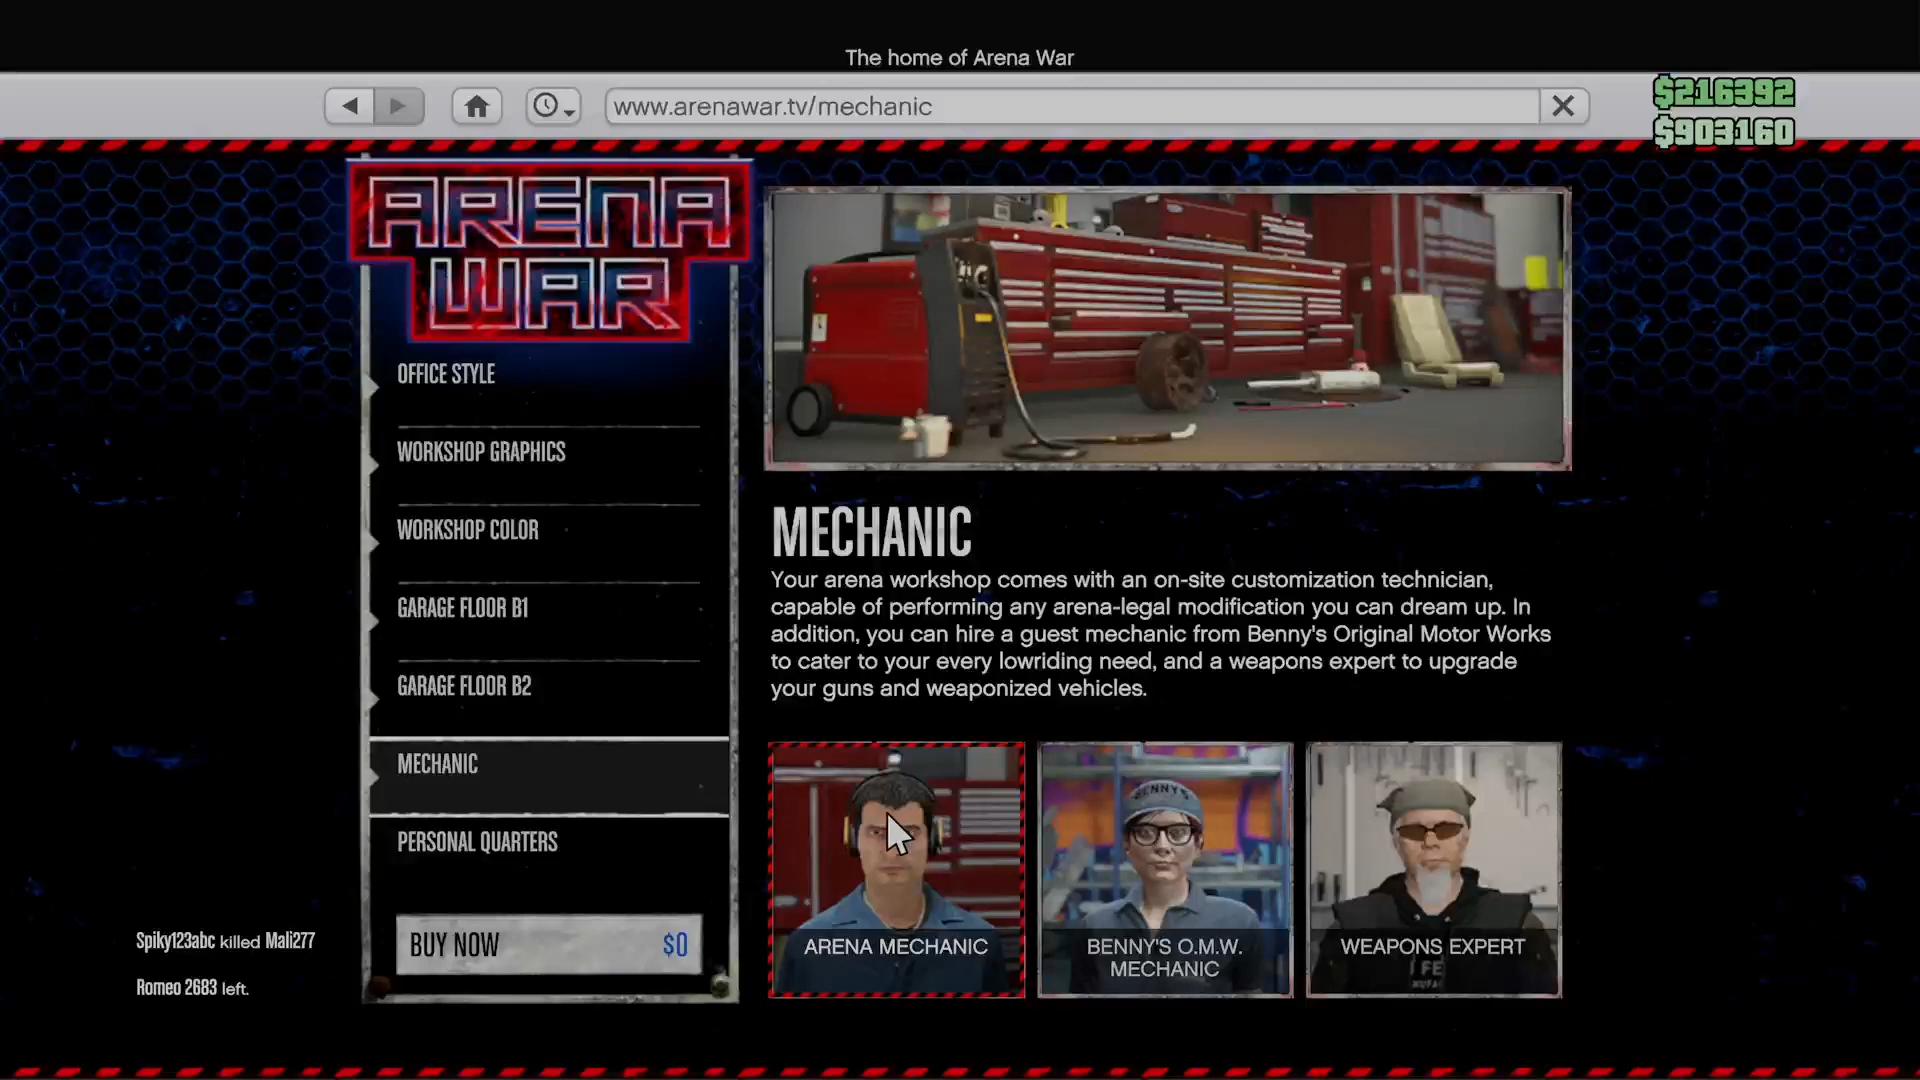 The home of Arena War
www.arenawar.tv/mechanic
$216392
$903160
ARENA
WAR
OFFICE STYLE
WORKSHOP GRAPHICS
WORKSHOP COLOR
GARAGE FLOOR B1
GARAGE FLOOR B2
MECHANIC
PERSONAL QUARTERS
BUY NOW $0
MECHANIC
Your arena workshop comes with an on-site customization technician,
capable of performing any arena-legal modification you can dream up. In
addition, you can hire a guest mechanic from Benny's Original Motor Works
to cater to your every lowriding need, and a weapons expert to upgrade
your guns and weaponized vehicles.
ARENA MECHANIC
BENNY'S
BENNY'S O.M.W.
MECHANIC
WEAPONS EXPERT
Spiky123abc killed Mali277
Romeo 2683 left.